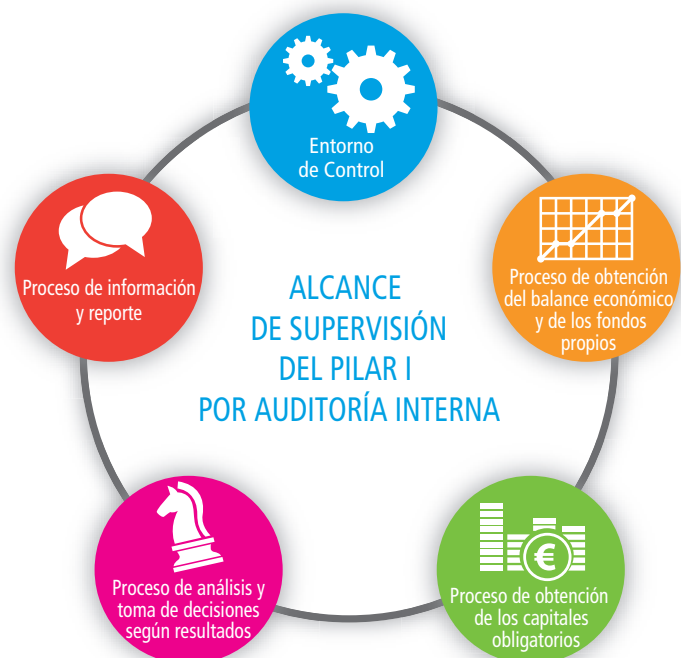 Entorno
de Control
Proceso de obtención
del balance económico
y de los fondos
propios
Proceso de obtención
de los capitales
obligatorios
€
Proceso de análisis y
toma de decisiones
según resultados
Proceso de información
y reporte
ALCANCE
DE SUPERVISIÓN
DEL PILAR I
POR AUDITORÍA INTERNA